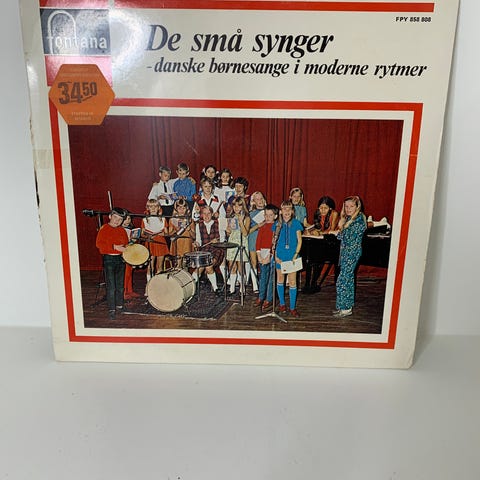 FPY 858 808
fontana
De små synger
-danske børnesange i moderne rytmer
34.50